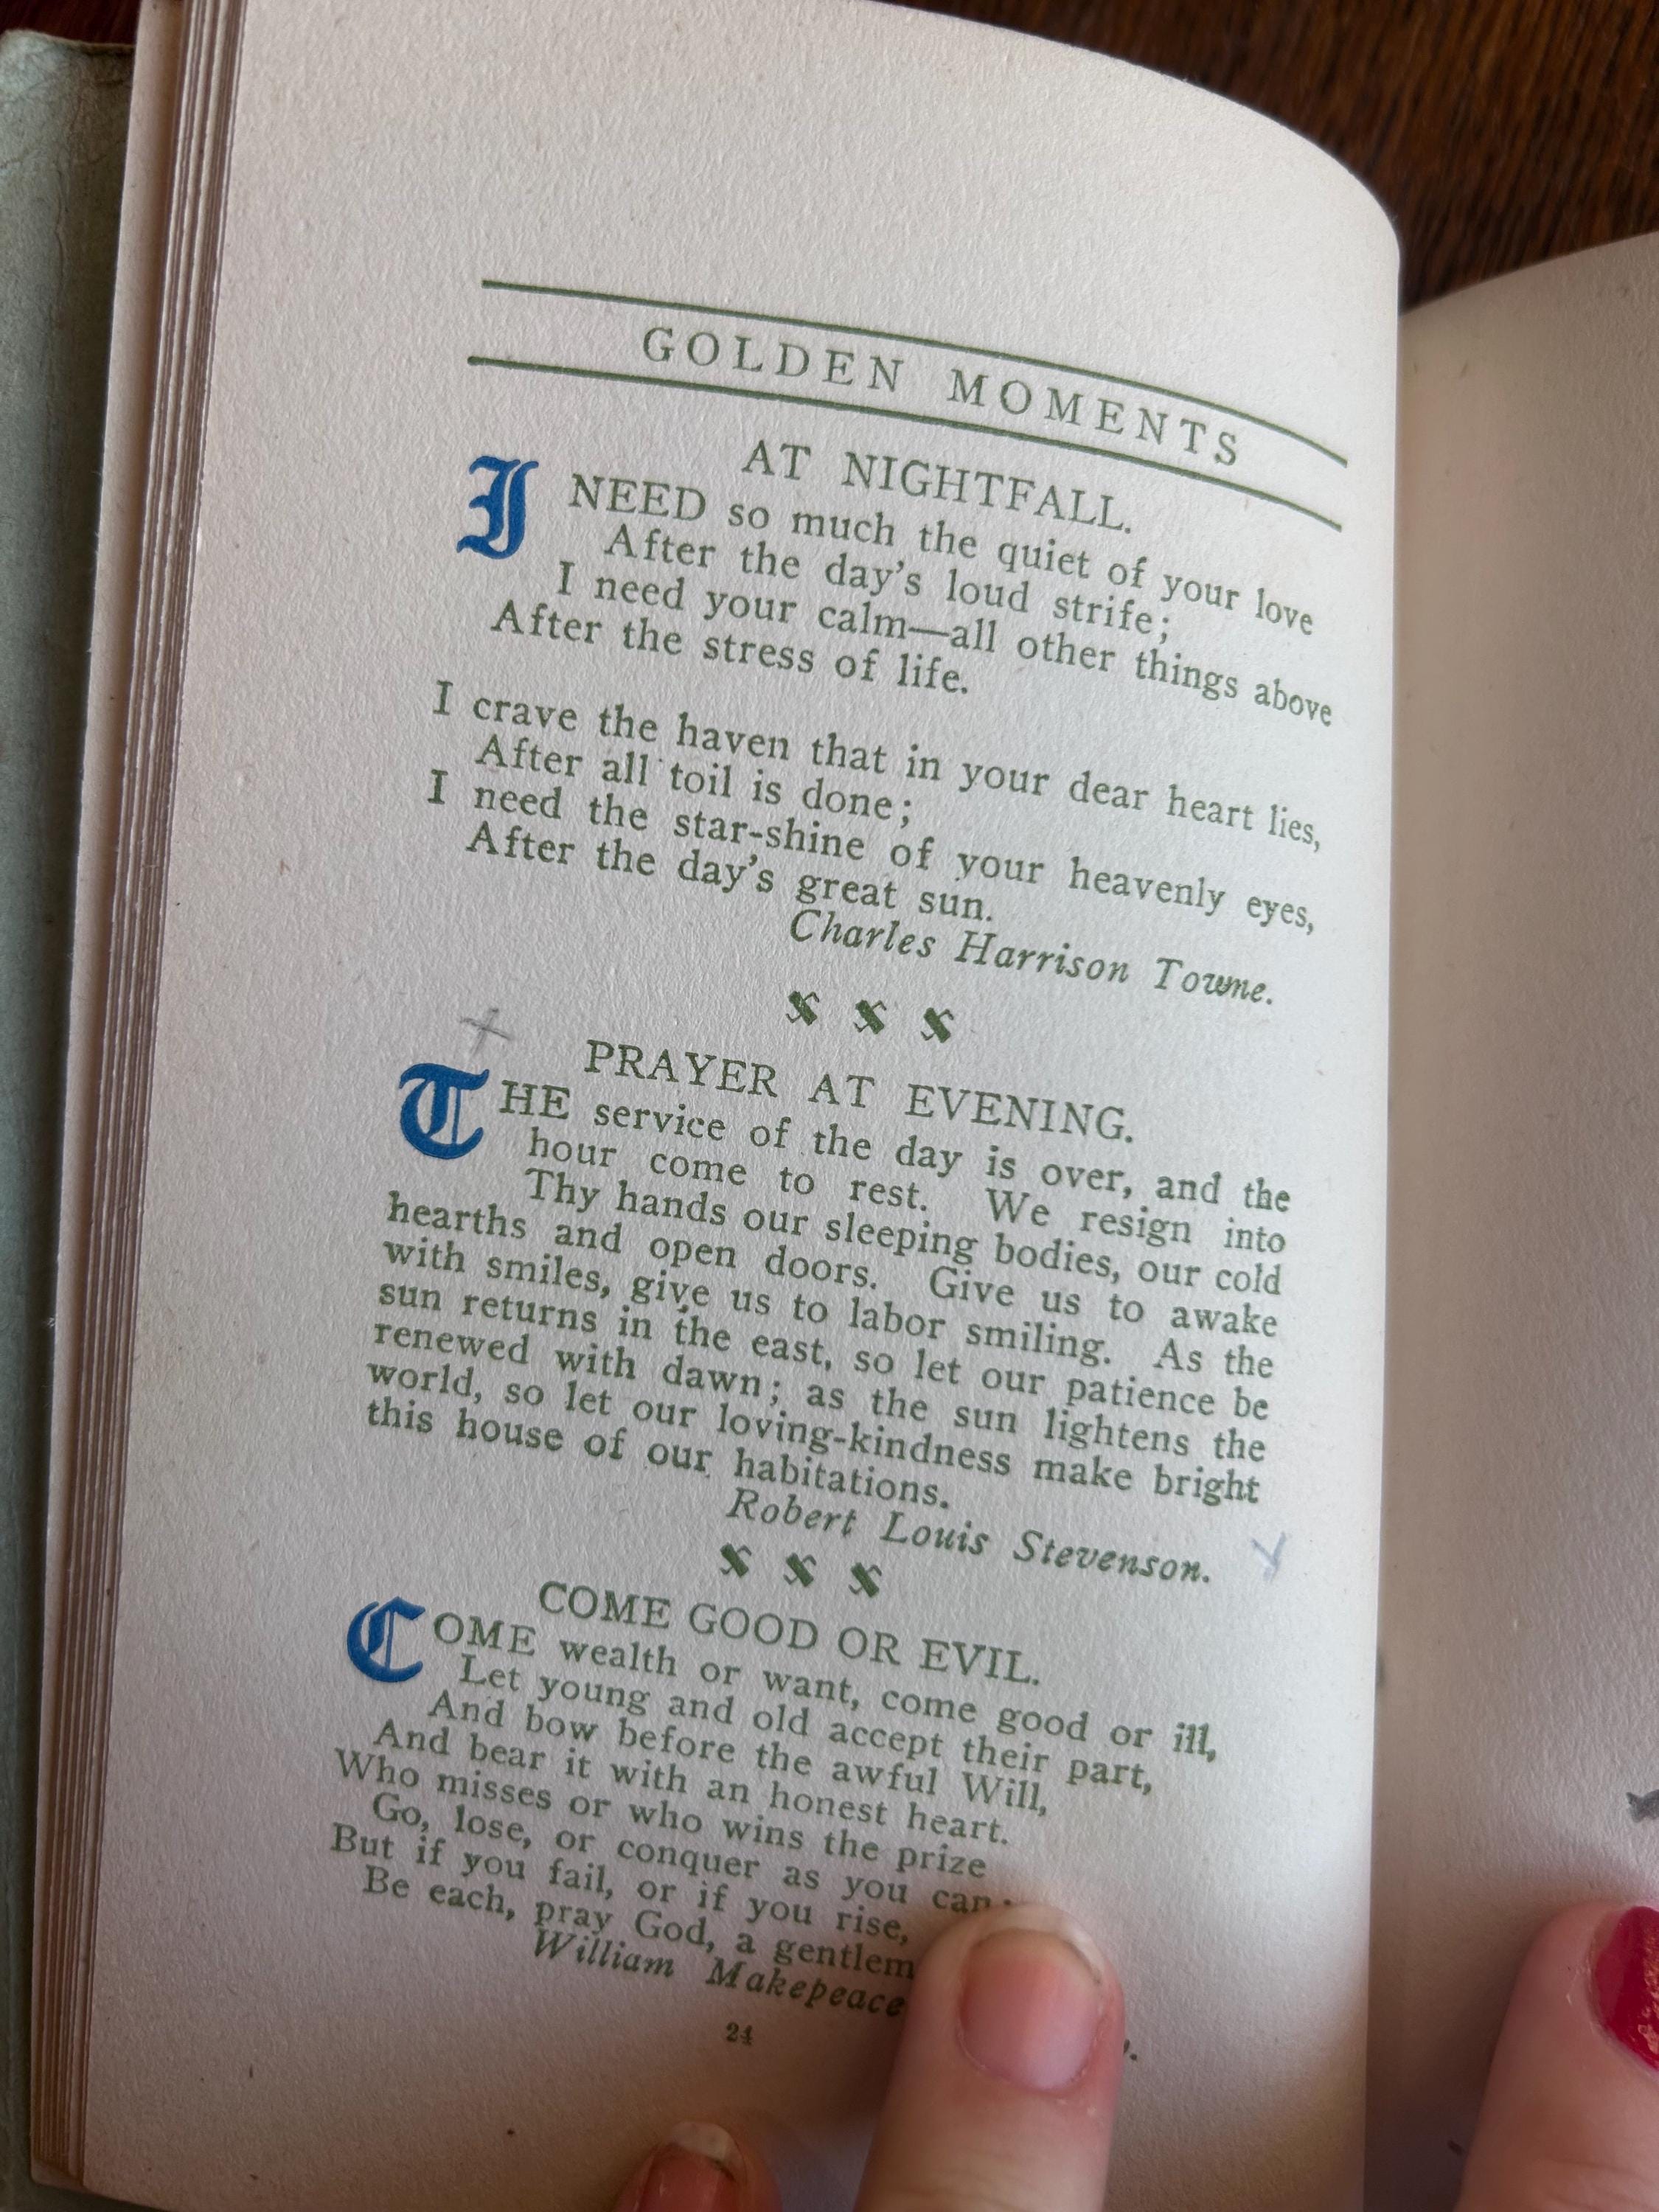 GOLDEN MOMENTS
AT NIGHTFALL.
I NEED so much the quiet of your love
After the day's loud strife;
I need your calm—all other things above
After the stress of life.
I crave the haven that in your dear heart lies,
After all toil is done;
I need the star-shine of your heavenly eyes,
After the day's great sun.
Charles Harrison Towne.
PRAYER AT EVENING.
THE service of the day is over, and the
hour come to rest. We resign into
Thy hands our sleeping bodies, our cold
hearths and open doors. Give us to awake
with smiles, give us to labor smiling. As the
sun returns in the east, so let our patience be
renewed with dawn; as the sun lightens the
world, so let our loving-kindness make bright
this house of our habitations.
Robert Louis Stevenson.
COME GOOD OR EVIL.
COME wealth or want, come good or ill,
Let young and old accept their part,
And bow before the awful Will,
And bear it with an honest heart.
Who misses or who wins the prize
Go, lose, or conquer as you can;
But if you fail, or if you rise,
Be each, pray God, a gentlem
William Makepeace
24